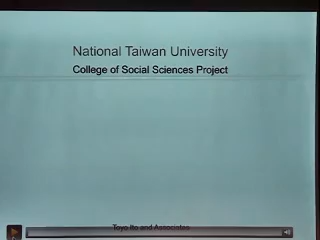 National Taiwan University
College of Social Sciences Project
Toyo Ito and Associates